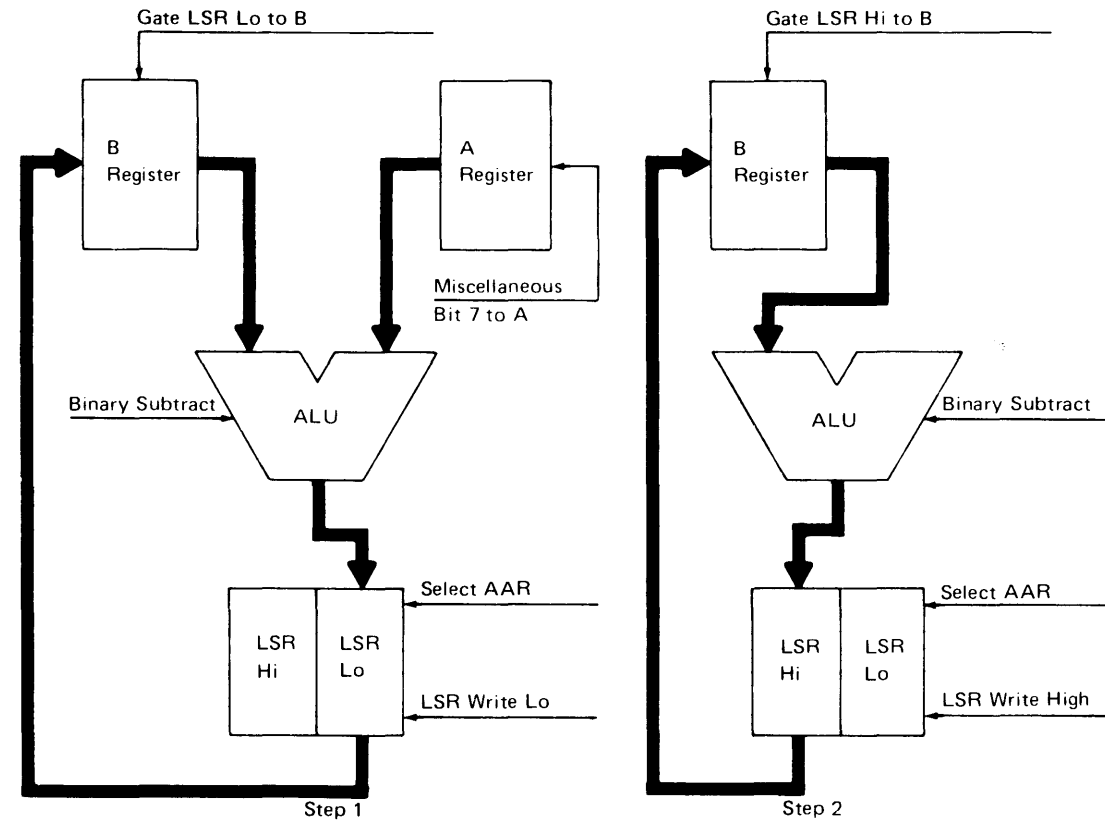 Gate LSR Lo to B
Gate LSR Hi to B
B
Register
A
Register
B
Register
Miscellaneous
Bit 7 to A
Binary Subtract
ALU
ALU
Binary Subtract
Select AAR
Select AAR
LSR
Hi
LSR
Lo
LSR
Hi
LSR
Lo
LSR Write Lo
LSR Write High
Step 1
Step 2